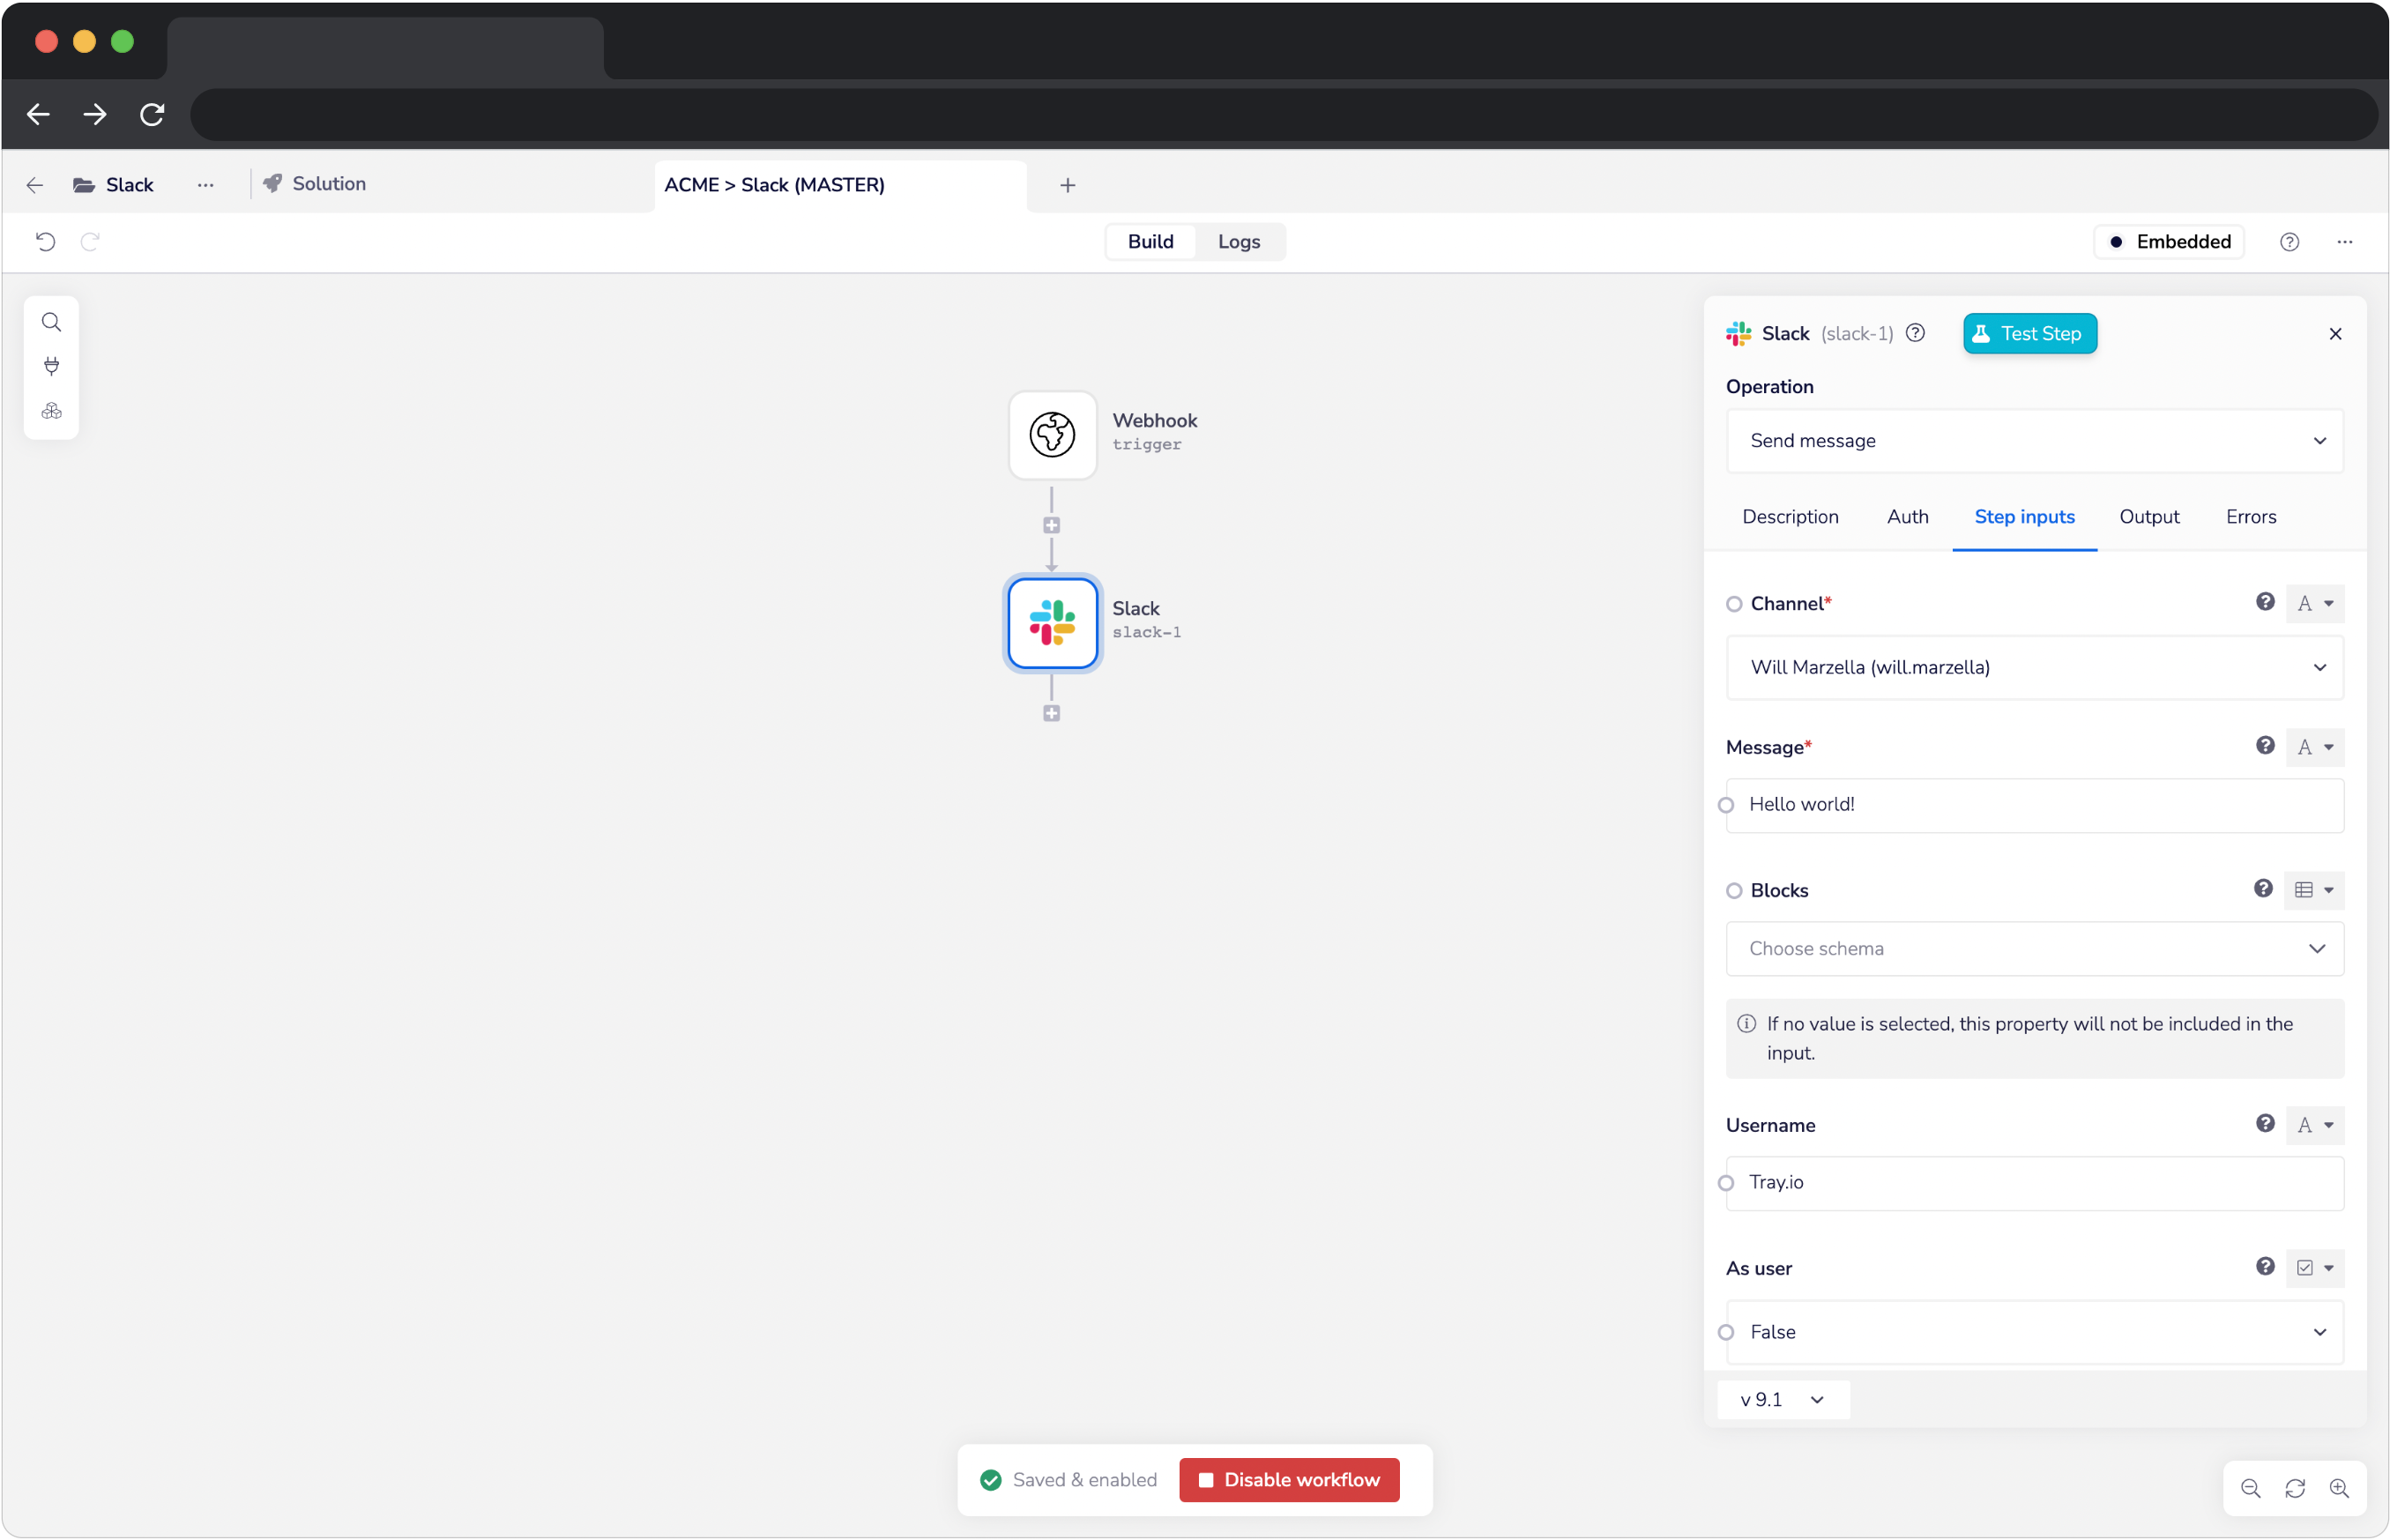 Slack
Solution
ACME > Slack (MASTER)
Build
Logs
Embedded
Webhook
trigger
Slack
slack-1
Slack (slack-1)
Test Step
Operation
Send message
Description
Auth
Step inputs
Output
Errors
Channel*
A
Will Marzella (will.marzella)
Message*
A
Hello world!
Blocks
Choose schema
If no value is selected, this property will not be included in the
input.
Username
A
Tray.io
As user
False
v 9.1
Saved & enabled
Disable workflow